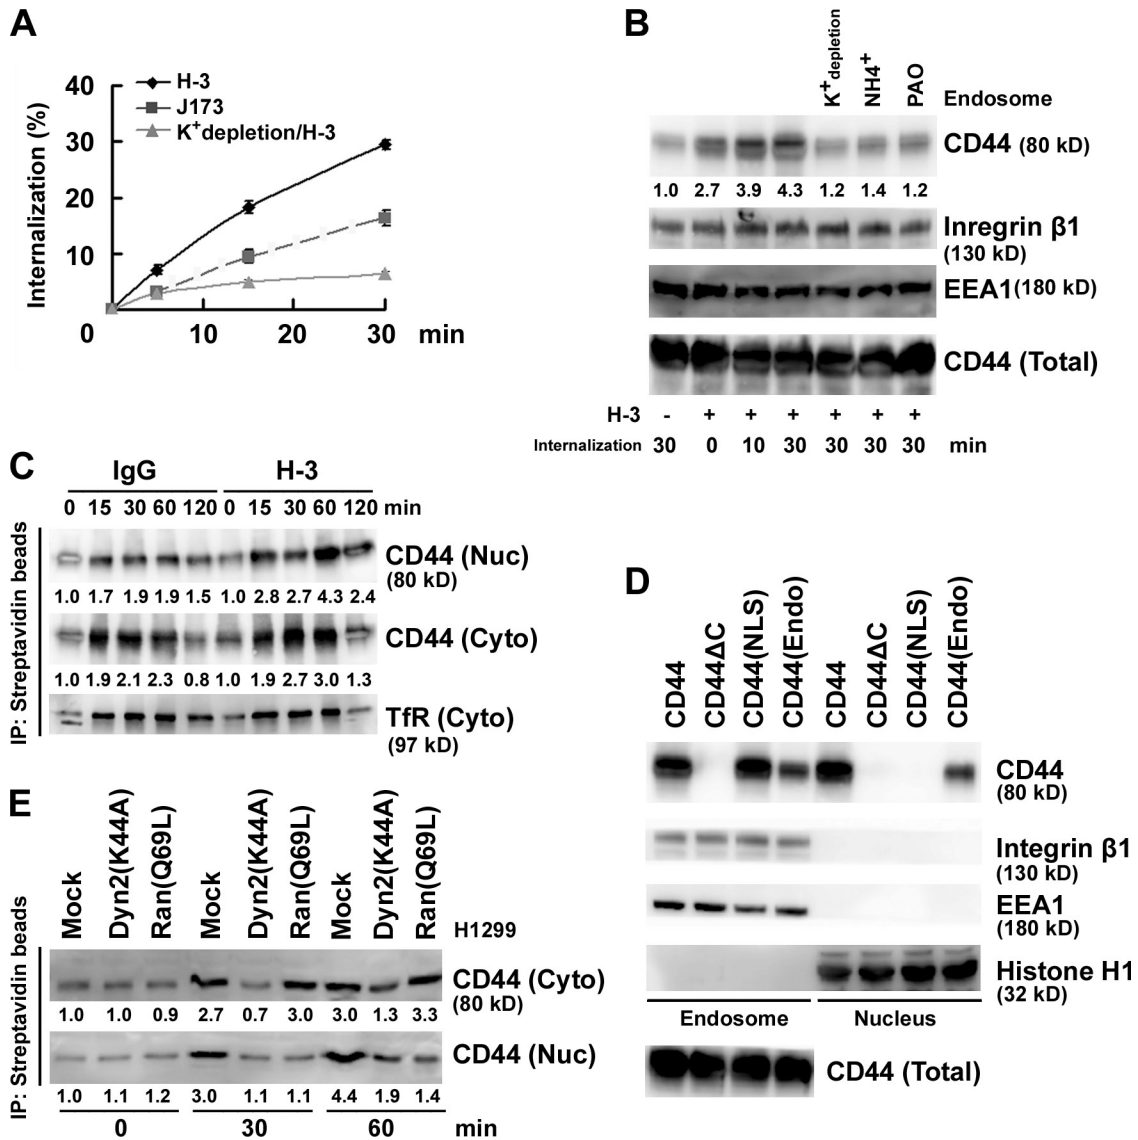 A
H-3
J173
K+depletion/H-3
Internalization (%)
40
30
20
10
0 10 20 30 min
B
K+depletion NH4+ PAO Endosome
CD44 (80 kD)
1.0 2.7 3.9 4.3 1.2 1.4 1.2
Inregrin β1
(130 kD)
EEA1 (180 kD)
CD44 (Total)
H-3 - + + + + + +
Internalization 30 0 10 30 30 30 30 min
C
IgG H-3
0 15 30 60 120 0 15 30 60 120 min
IP: Streptavidin beads
CD44 (Nuc)
(80 kD)
1.0 1.7 1.9 1.9 1.5 1.0 2.8 2.7 4.3 2.4
CD44 (Cyto)
1.0 1.9 2.1 2.3 0.8 1.0 1.9 2.7 3.0 1.3
TfR (Cyto)
(97 kD)
D
CD44 CD44ΔC CD44(NLS) CD44(Endo) CD44 CD44ΔC CD44(NLS) CD44(Endo)
CD44
(80 kD)
Integrin β1
(130 kD)
EEA1
(180 kD)
Histone H1
(32 kD)
Endosome Nucleus
CD44 (Total)
E
Mock Dyn2(K44A) Ran(Q69L) Mock Dyn2(K44A) Ran(Q69L) Mock Dyn2(K44A) Ran(Q69L) H1299
IP: Streptavidin beads
CD44 (Cyto)
(80 kD)
1.0 1.0 0.9 2.7 0.7 3.0 3.0 1.3 3.3
CD44 (Nuc)
1.0 1.1 1.2 3.0 1.1 1.1 4.4 1.9 1.4
0 30 60 min